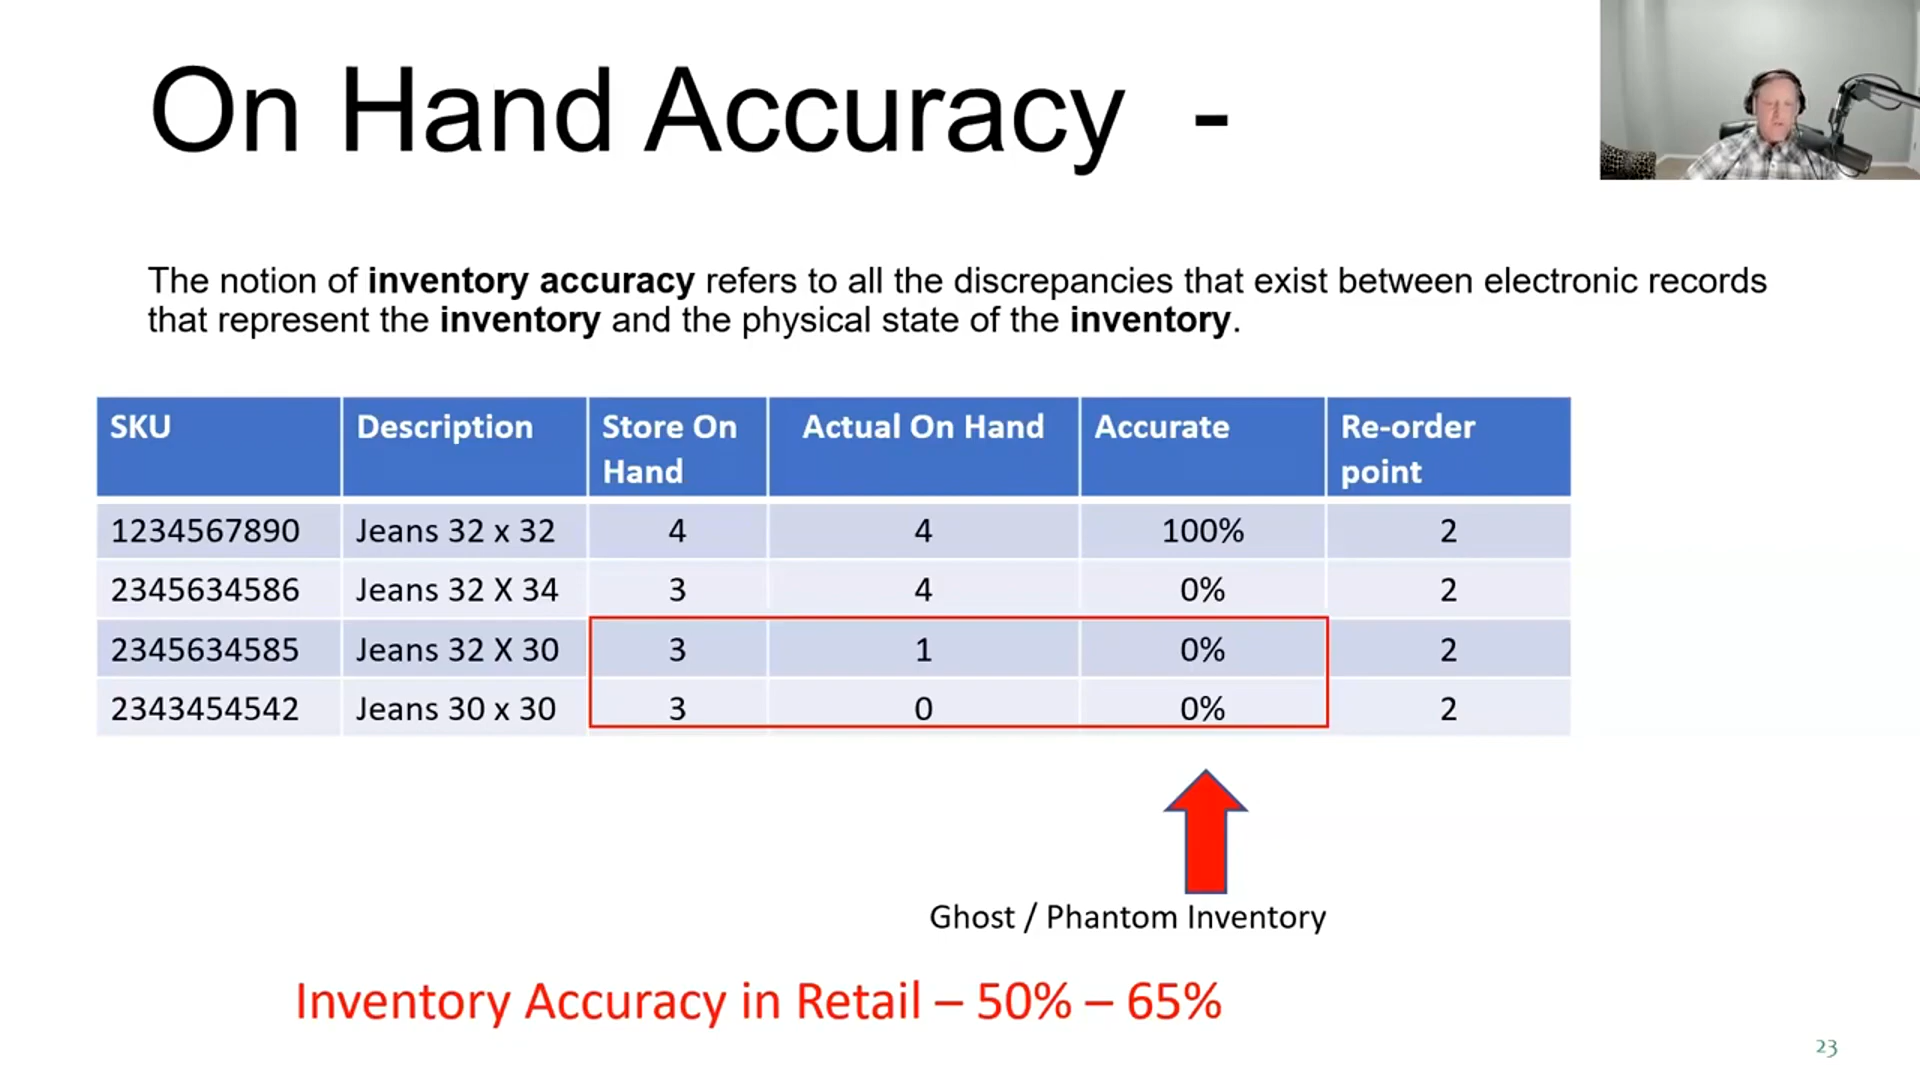 On Hand Accuracy -
The notion of inventory accuracy refers to all the discrepancies that exist between electronic records
that represent the inventory and the physical state of the inventory.
SKU Description Store On Hand Actual On Hand Accurate Re-order point
1234567890 Jeans 32 x 32 4 4 100% 2
2345634586 Jeans 32 X 34 3 4 0% 2
2345634585 Jeans 32 X 30 3 1 0% 2
2343454542 Jeans 30 x 30 3 0 0% 2
Ghost / Phantom Inventory
Inventory Accuracy in Retail – 50% – 65%
23